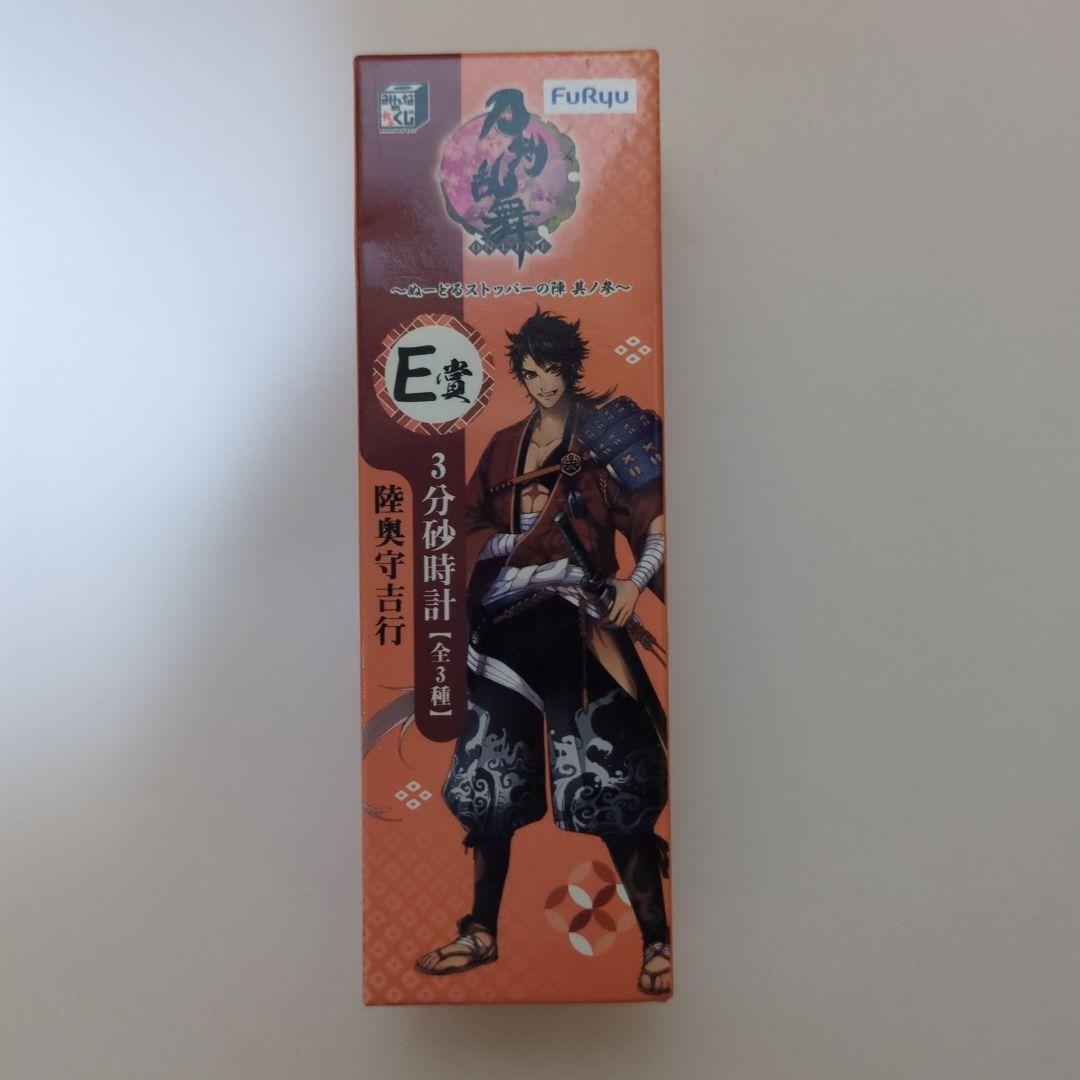 みんな
の
くじ
FuRyu
刀剣乱舞
ONLINE
～ぬーどるストッパーの陣 其ノ参～
E賞
3分砂時計【全3種】
陸奥守吉行